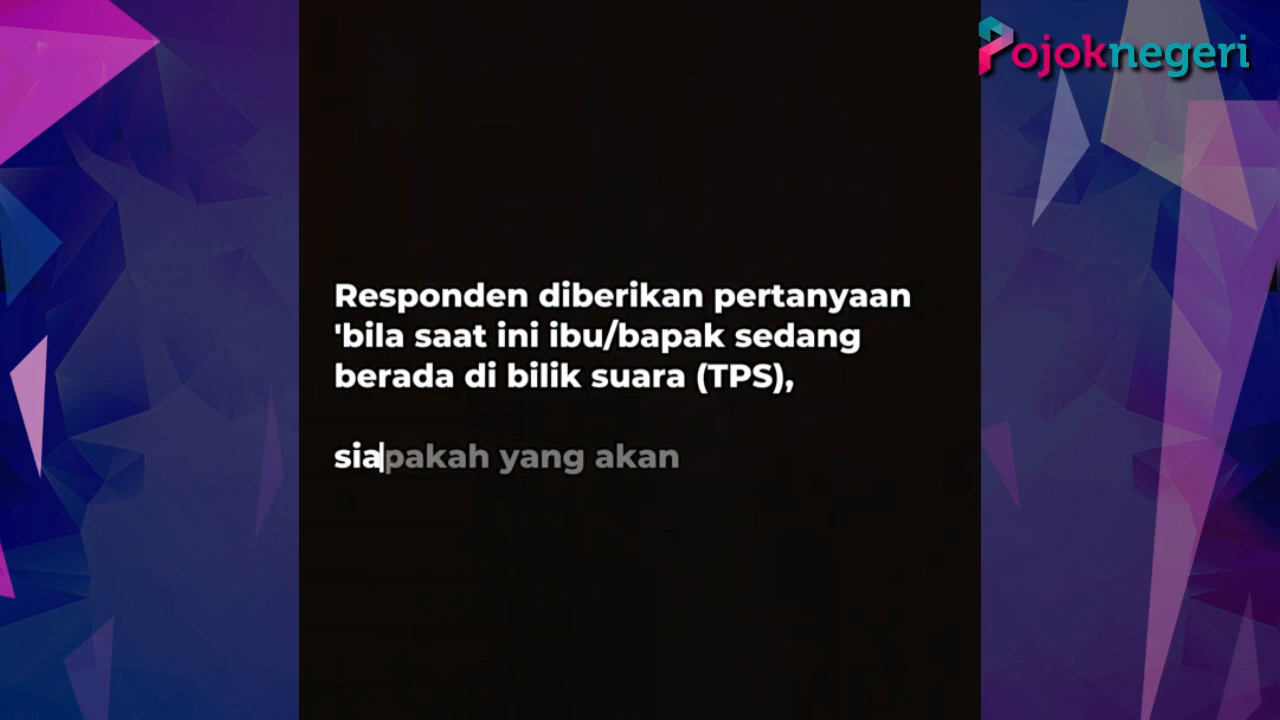 Pojoknegeri
Responden diberikan pertanyaan
'bila saat ini ibu/bapak sedang
berada di bilik suara (TPS),
siapakah yang akan